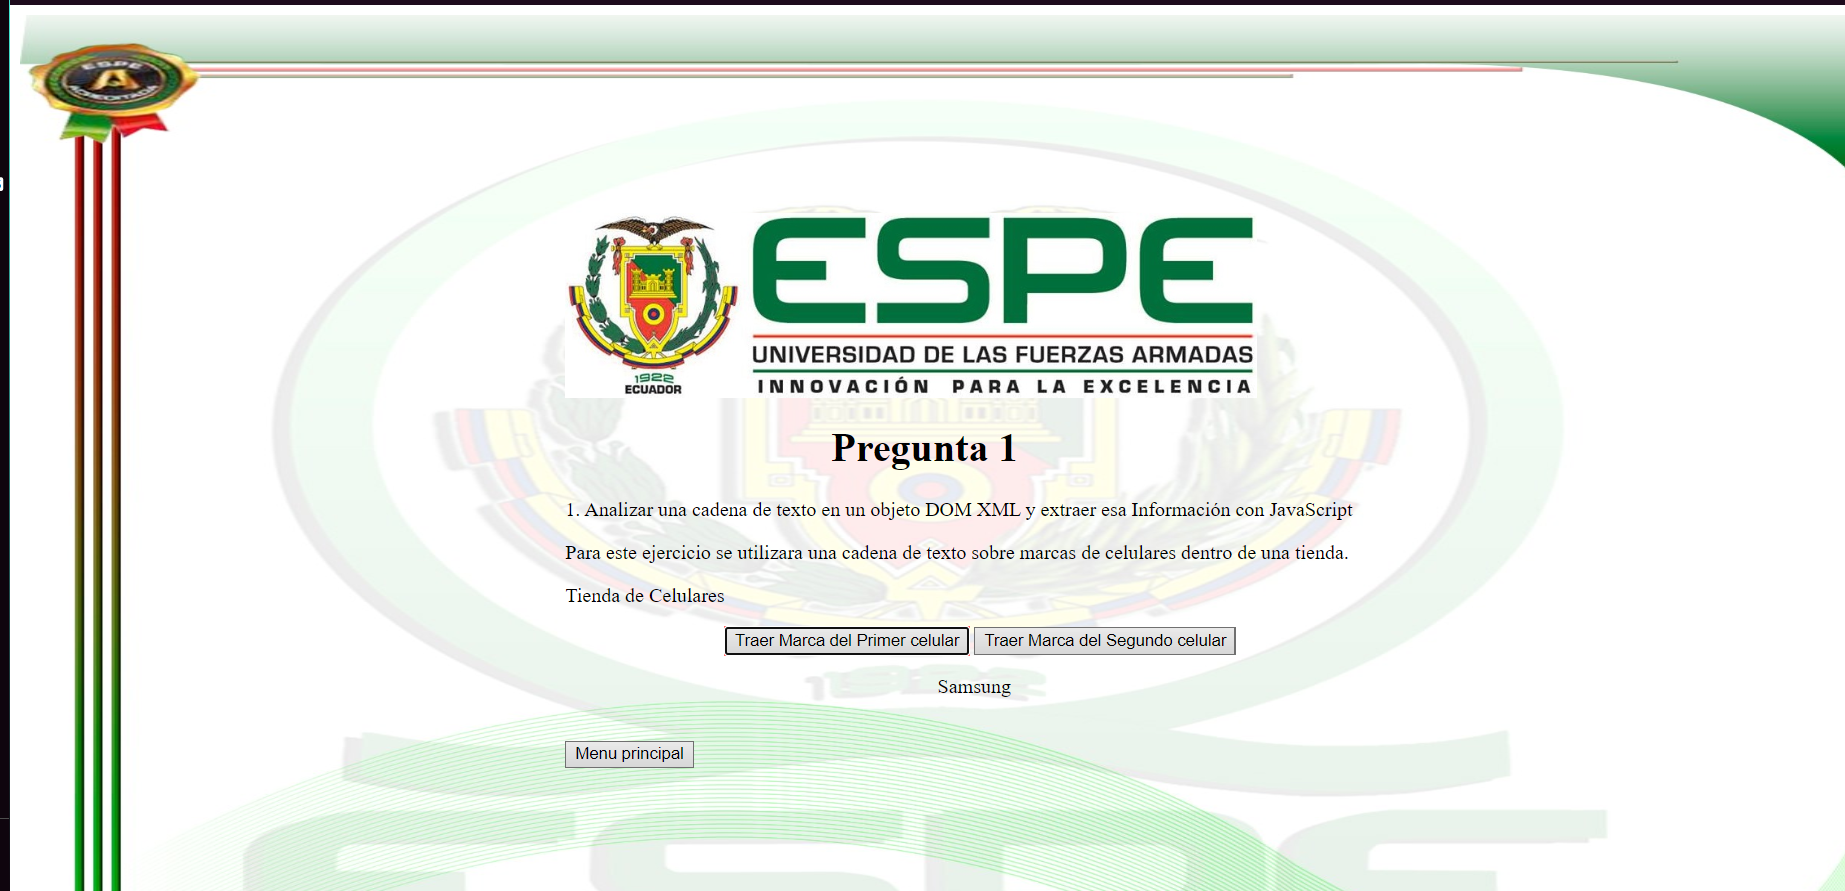 ESPE
ACREDITADA
A
ESPE
UNIVERSIDAD DE LAS FUERZAS ARMADAS
INNOVACIÓN PARA LA EXCELENCIA
1922
ECUADOR
Pregunta 1
1. Analizar una cadena de texto en un objeto DOM XML y extraer esa Información con JavaScript
Para este ejercicio se utilizara una cadena de texto sobre marcas de celulares dentro de una tienda.
Tienda de Celulares
Traer Marca del Primer celular Traer Marca del Segundo celular
1922
Samsung
Menu principal
ESPE